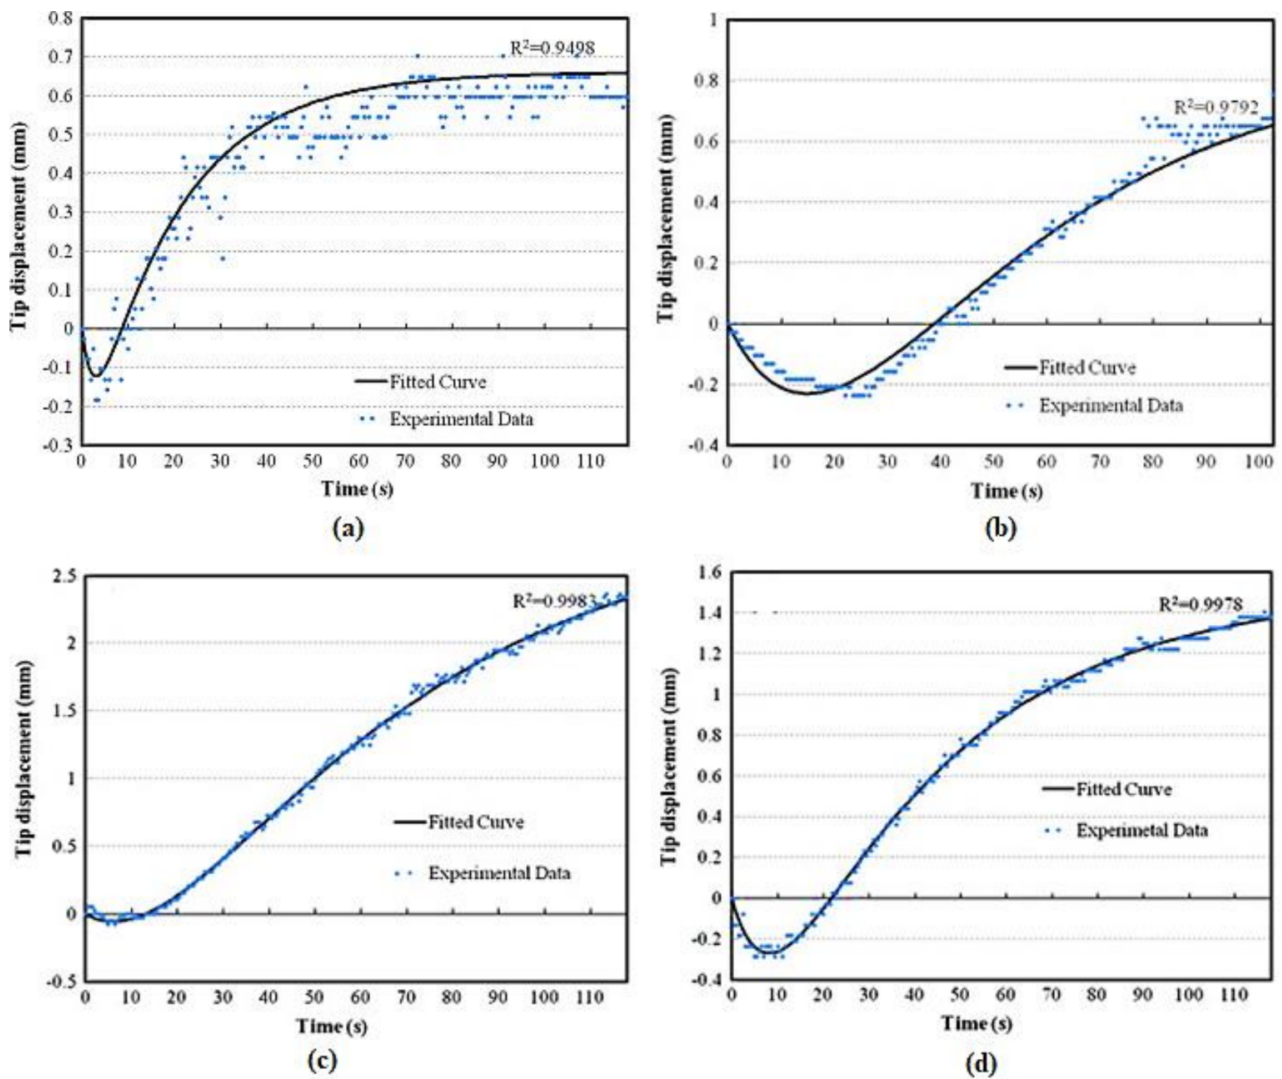 0.8
R²=0.9498
0.7
0.6
0.5
0.4
0.3
0.2
0.1
0
-0.1
-0.2
-0.3
Tip displacement (mm)
Fitted Curve
Experimental Data
0 10 20 30 40 50 60 70 80 90 100 110
Time (s)
(a)
1
0.8
R²=0.9792
0.6
0.4
0.2
0
-0.2
-0.4
Tip displacement (mm)
Fitted Curve
Experimental Data
0 10 20 30 40 50 60 70 80 90 100
Time (s)
(b)
2.5
R²=0.9983
2
1.5
1
0.5
0
-0.5
Tip displacement (mm)
Fitted Curve
Experimental Data
0 10 20 30 40 50 60 70 80 90 100 110
Time (s)
(c)
1.6
R²=0.9978
1.4
1.2
1
0.8
0.6
0.4
0.2
0
-0.2
-0.4
Tip displacement (mm)
Fitted Curve
Experimetal Data
0 10 20 30 40 50 60 70 80 90 100 110
Time (s)
(d)